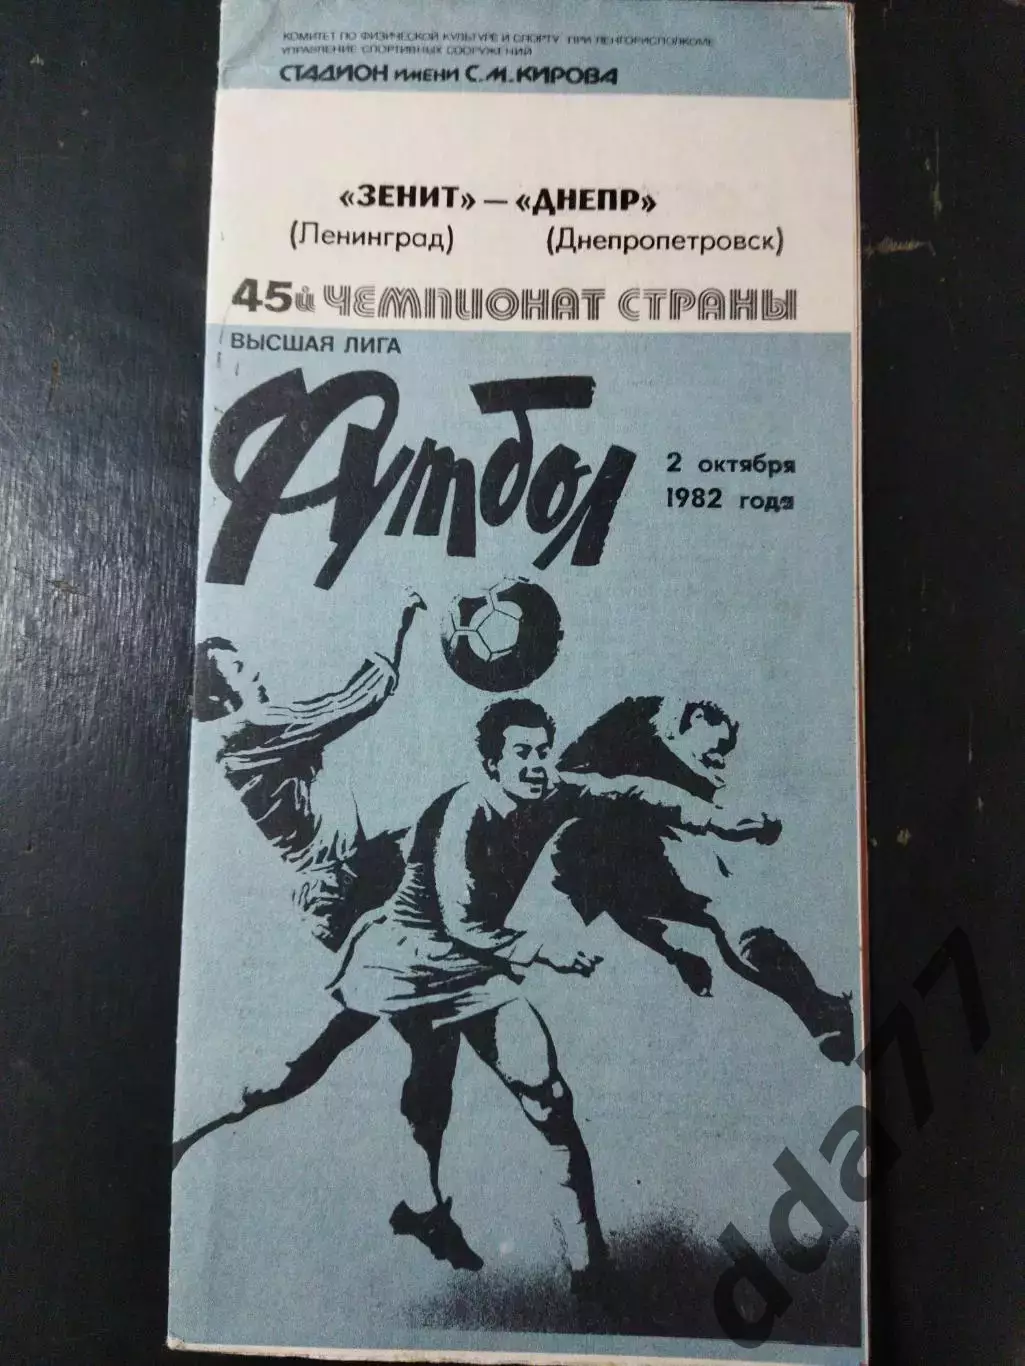 КОМИТЕТ ПО ФИЗИЧЕСКОЙ КУЛЬТУРЕ И СПОРТУ ПРИ ЛЕНГОРИСПОЛКОМЕ
УПРАВЛЕНИЕ СПОРТИВНЫХ СООРУЖЕНИЙ
СТАДИОН ИМЕНИ С.М.КИРОВА
«ЗЕНИТ» — «ДНЕПР»
(Ленинград) (Днепропетровск)
45й ЧЕМПИОНАТ СТРАНЫ
ВЫСШАЯ ЛИГА
Футбол
2 октября
1982 года
dda77